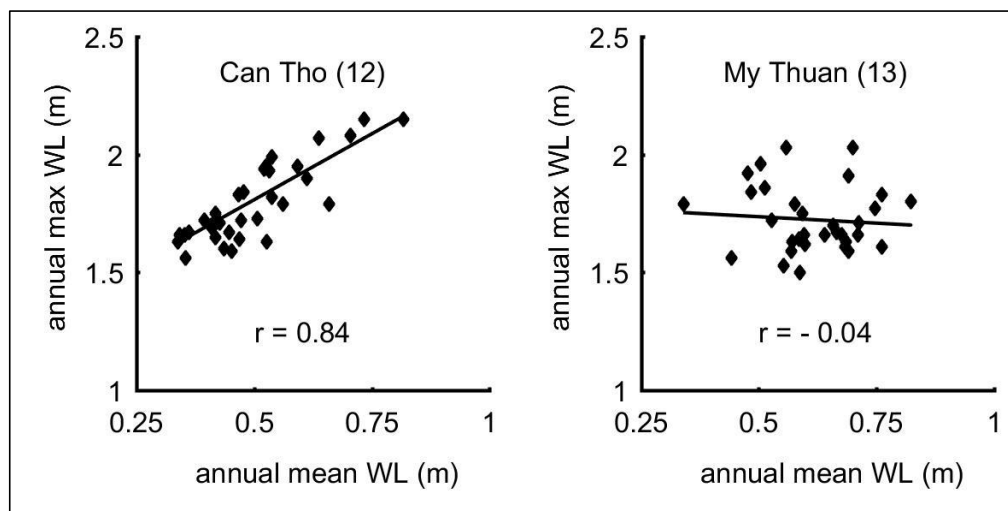 2.5
2
1.5
1
annual max WL (m)
Can Tho (12)
r = 0.84
0.25
0.5
0.75
1
annual mean WL (m)
2.5
2
1.5
1
annual max WL (m)
My Thuan (13)
r = - 0.04
0.25
0.5
0.75
1
annual mean WL (m)